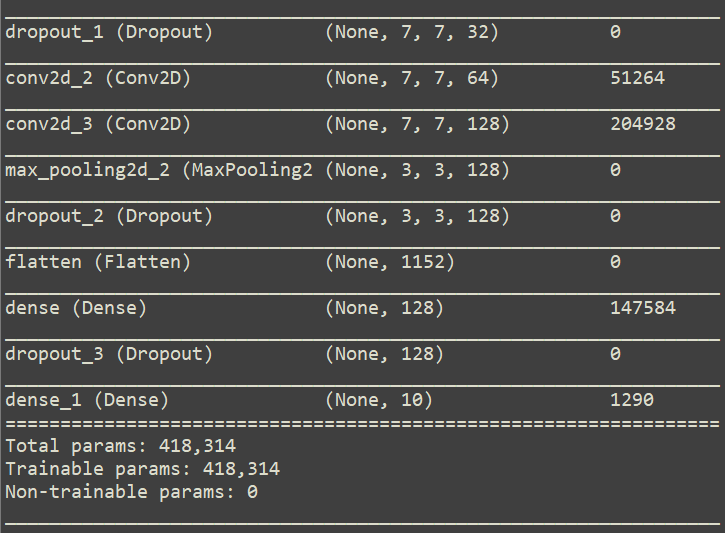 _________________________________________________________________
dropout_1 (Dropout)          (None, 7, 7, 32)          0
_________________________________________________________________
conv2d_2 (Conv2D)            (None, 7, 7, 64)          51264
_________________________________________________________________
conv2d_3 (Conv2D)            (None, 7, 7, 128)         204928
_________________________________________________________________
max_pooling2d_2 (MaxPooling2 (None, 3, 3, 128)         0
_________________________________________________________________
dropout_2 (Dropout)          (None, 3, 3, 128)         0
_________________________________________________________________
flatten (Flatten)            (None, 1152)              0
_________________________________________________________________
dense (Dense)                (None, 128)               147584
_________________________________________________________________
dropout_3 (Dropout)          (None, 128)               0
_________________________________________________________________
dense_1 (Dense)              (None, 10)                1290
=================================================================
Total params: 418,314
Trainable params: 418,314
Non-trainable params: 0
_________________________________________________________________